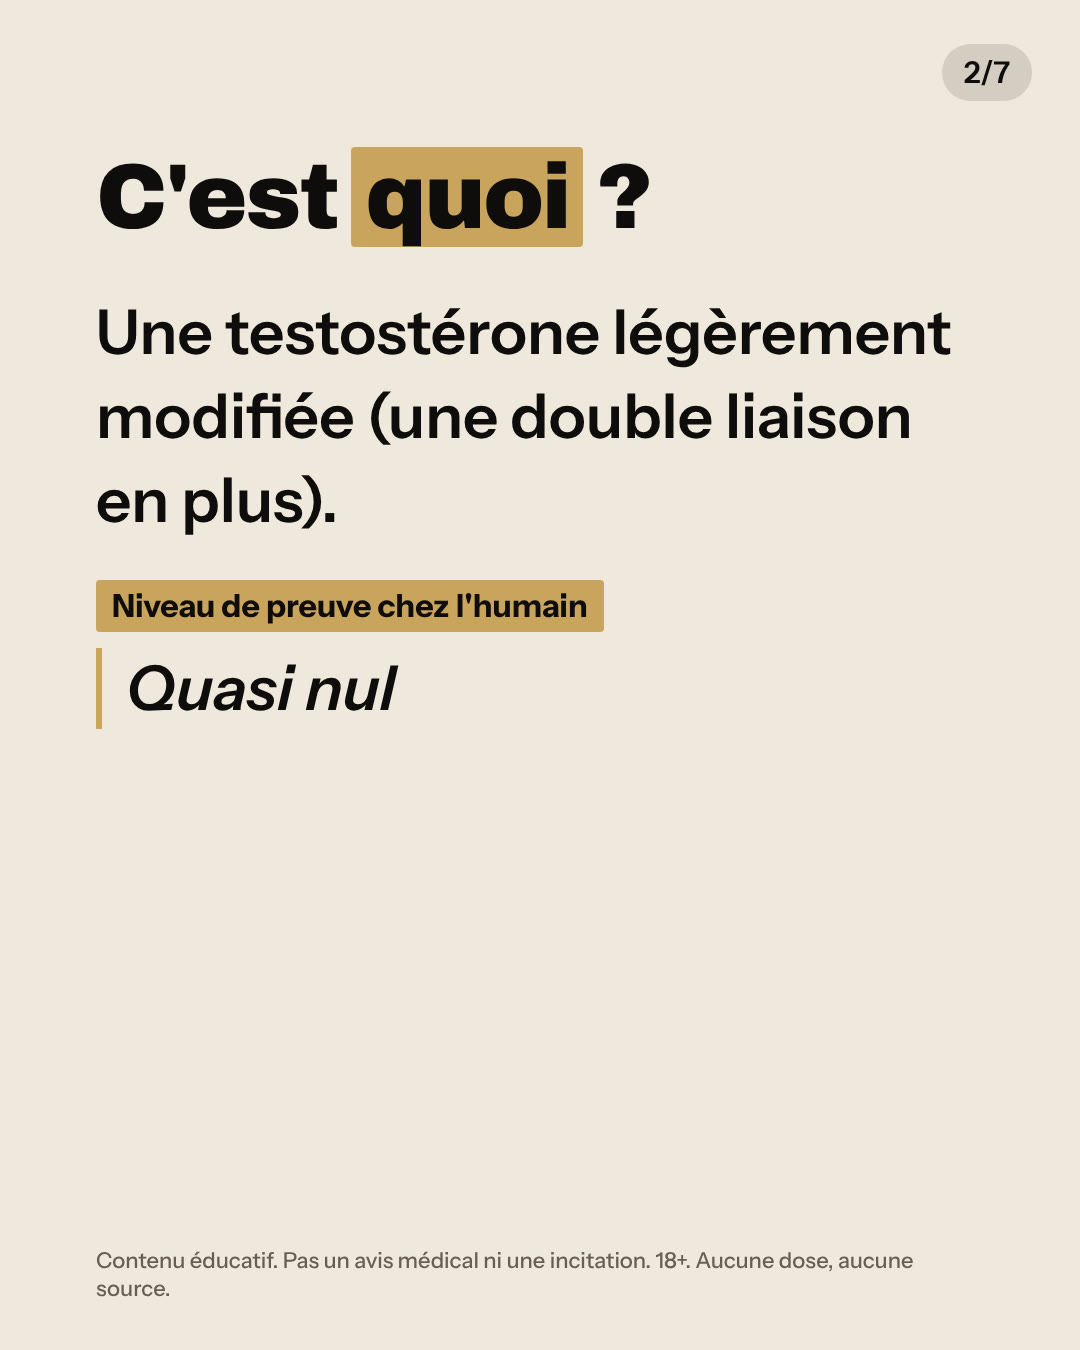 2/7
C'est quoi ?
Une testostérone légèrement
modifiée (une double liaison
en plus).
Niveau de preuve chez l'humain
Quasi nul
Contenu éducatif. Pas un avis médical ni une incitation. 18+. Aucune dose, aucune
source.